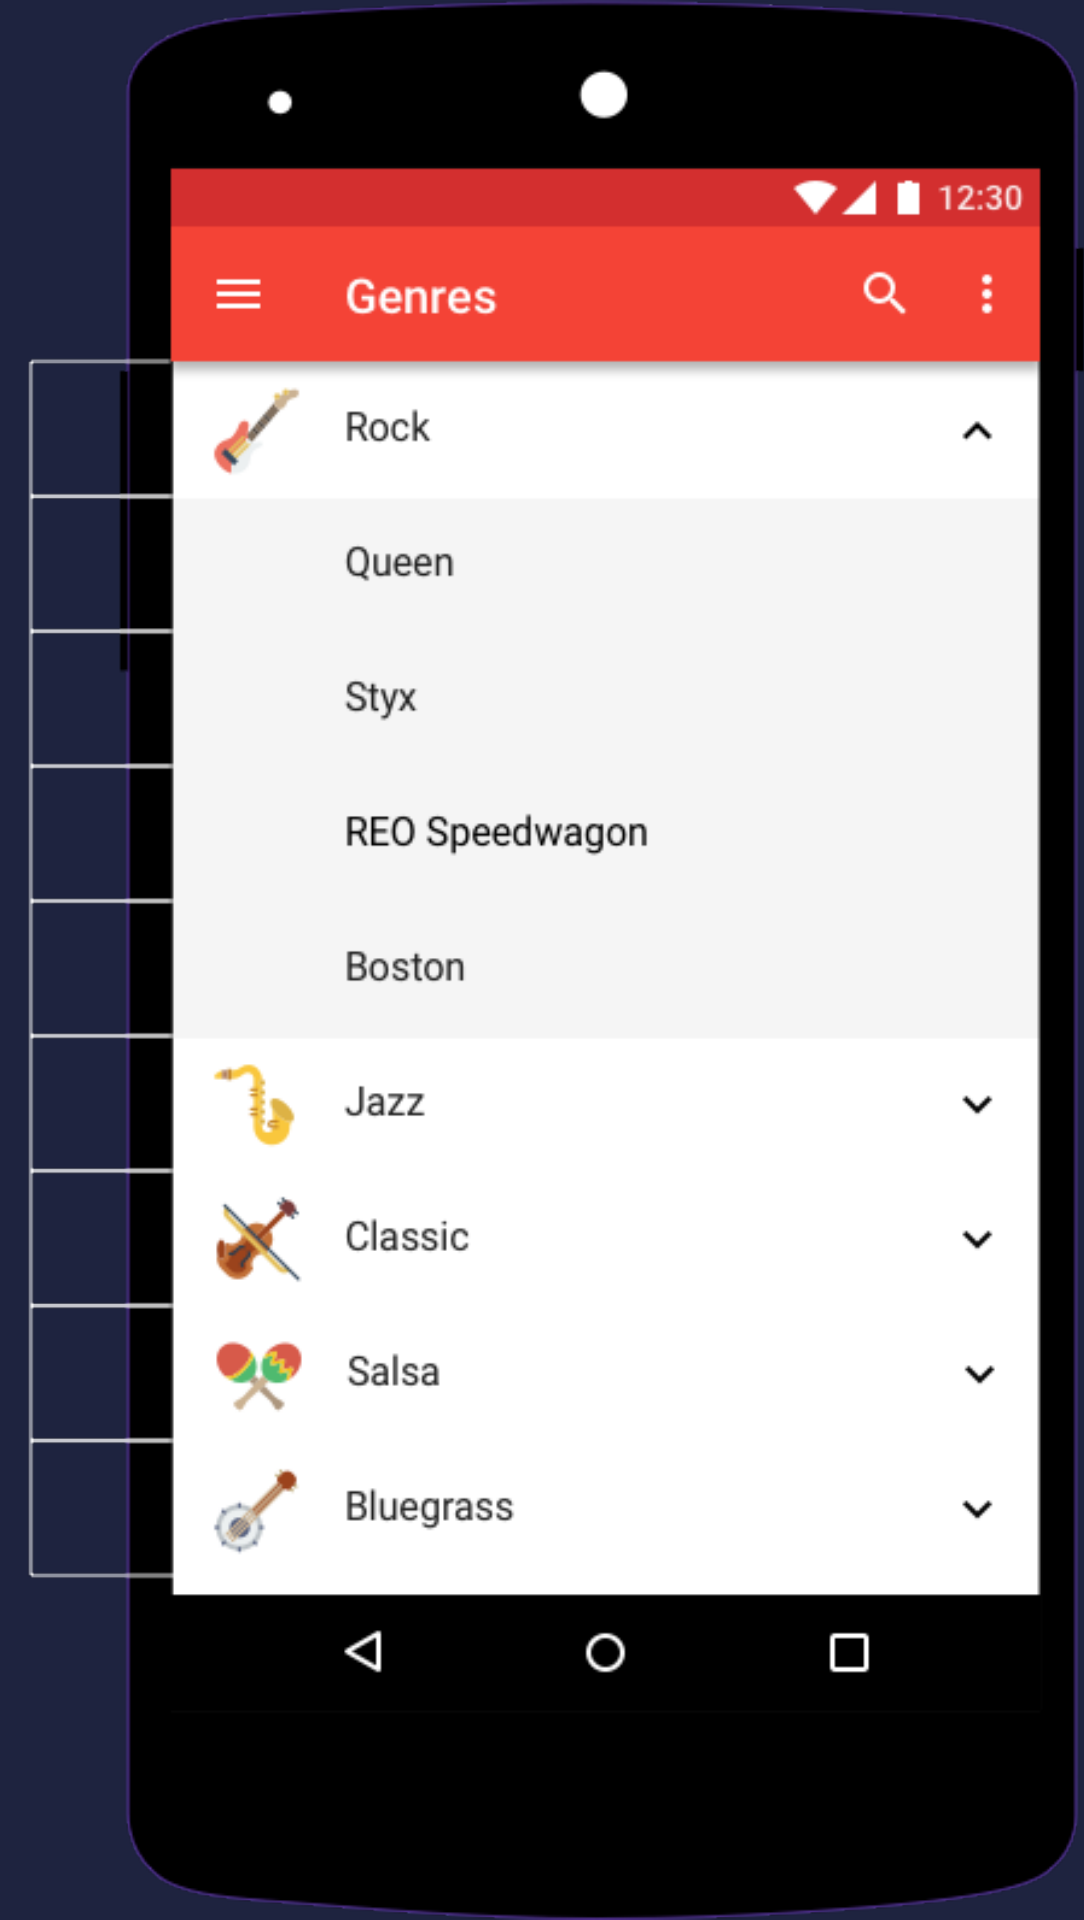 12:30
Genres
Rock
Queen
Styx
REO Speedwagon
Boston
Jazz
Classic
Salsa
Bluegrass